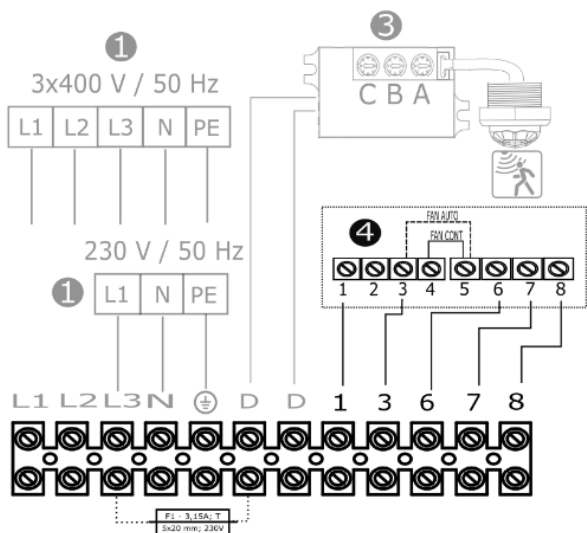 1
3
3x400 V / 50 Hz
C B A
L1 L2 L3 N PE
FAN AUTO
4
FAN CONT
230 V / 50 Hz
1
L1 N PE
1 2 3 4 5 6 7 8
L1 L2 L3 N D D 1 3 6 7 8
F1 - 3,15A; T
5x20 mm; 230V